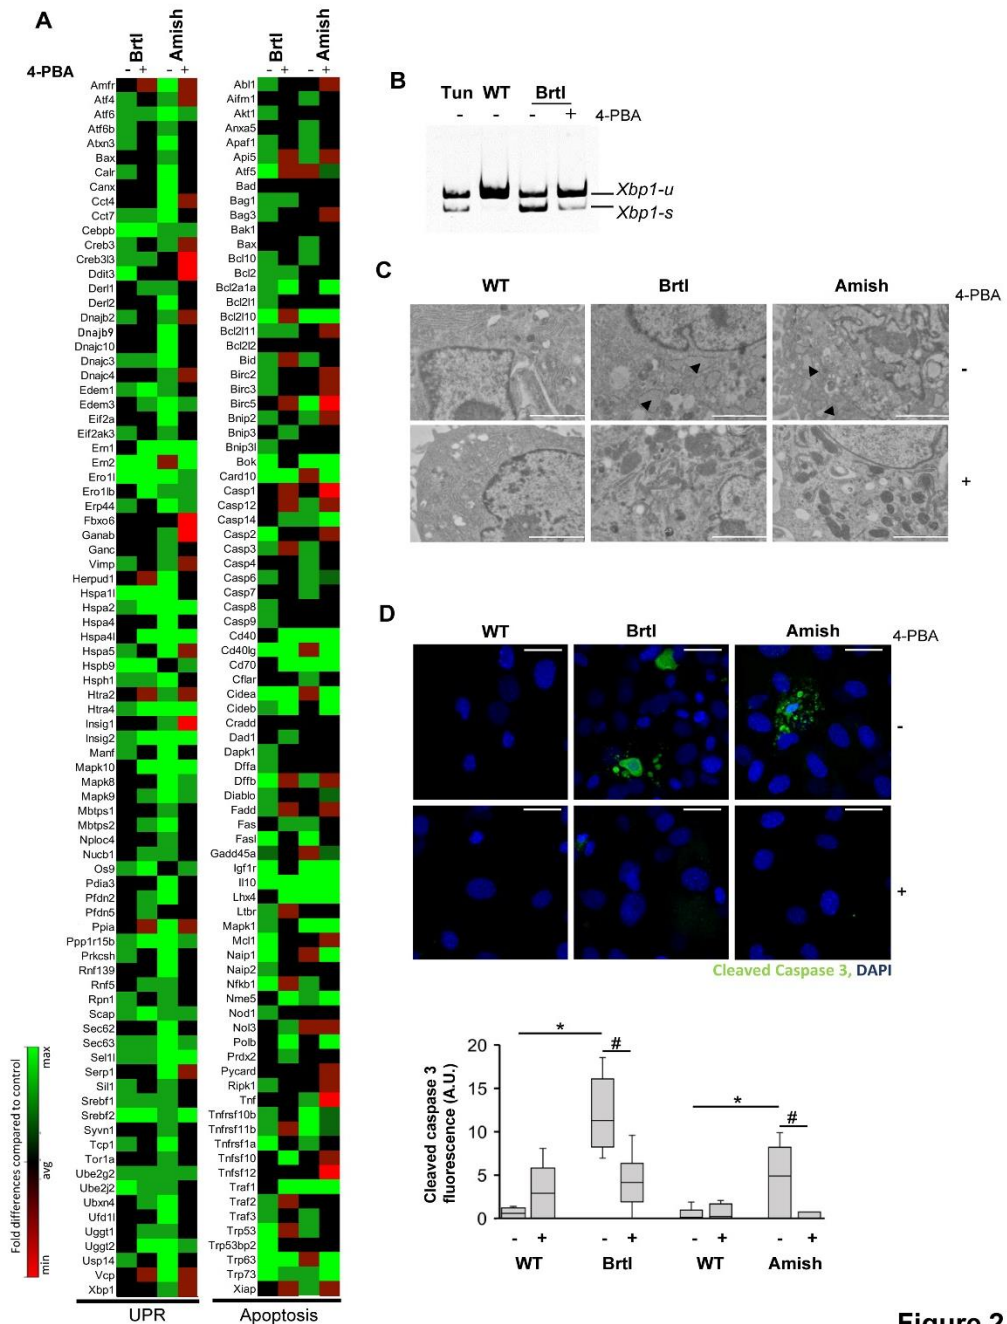 A
Brtl
Amish
Brtl
Amish
4-PBA
- + - +
- + - +
Amfr
Atf4
Atf6
Atf6b
Atxn3
Bax
Calr
Canx
Cct4
Cct7
Cebpb
Creb3
Creb3l3
Ddit3
Derl1
Derl2
Dnajb2
Dnajb9
Dnajc10
Dnajc3
Dnajc4
Edem1
Edem3
Eif2a
Eif2ak3
Ern1
Ern2
Ero1l
Ero1lb
Erp44
Fbxo6
Ganab
Ganc
Vimp
Herpud1
Hspa1l
Hspa2
Hspa4
Hspa4l
Hspa5
Hspb9
Hsph1
Htra2
Htra4
Insig1
Insig2
Manf
Mapk10
Mapk8
Mapk9
Mbtps1
Mbtps2
Nploc4
Nucb1
Os9
Pdia3
Pfdn2
Pfdn5
Ppia
Ppp1r15b
Prkcsh
Rnf139
Rnf5
Rpn1
Scap
Sec62
Sec63
Sel1l
Serp1
Sil1
Srebf1
Srebf2
Syvn1
Tcp1
Tor1a
Ube2g2
Ube2j2
Ubxn4
Ufd1l
Uggt1
Uggt2
Usp14
Vcp
Xbp1
UPR
Abl1
Aifm1
Akt1
Anxa5
Apaf1
Api5
Atf5
Bad
Bag1
Bag3
Bak1
Bax
Bcl10
Bcl2
Bcl2a1a
Bcl2l1
Bcl2l10
Bcl2l11
Bcl2l2
Bid
Birc2
Birc3
Birc5
Bnip2
Bnip3
Bnip3l
Bok
Card10
Casp1
Casp12
Casp14
Casp2
Casp3
Casp4
Casp6
Casp7
Casp8
Casp9
Cd40
Cd40lg
Cd70
Cflar
Cidea
Cideb
Cradd
Dad1
Dapk1
Dffa
Dffb
Diablo
Fadd
Fas
Fasl
Gadd45a
Igf1r
Il10
Lhx4
Ltbr
Mapk1
Mcl1
Naip1
Naip2
Nfkb1
Nme5
Nod1
Nol3
Polb
Prdx2
Pycard
Ripk1
Tnf
Tnfrsf10b
Tnfrsf11b
Tnfrsf1a
Tnfsf10
Tnfsf12
Traf1
Traf2
Traf3
Trp53
Trp53bp2
Trp63
Trp73
Xiap
Apoptosis
Fold differences compared to control
max
avg
min
B
Tun WT Brtl
- - - + 4-PBA
Xbp1-u
Xbp1-s
C
WT Brtl Amish 4-PBA
-
+
D
WT Brtl Amish 4-PBA
-
+
Cleaved Caspase 3, DAPI
Cleaved caspase 3
fluorescence (A.U.)
20
15
10
5
0
* # * #
- + - + - + - +
WT Brtl WT Amish
Figure 2